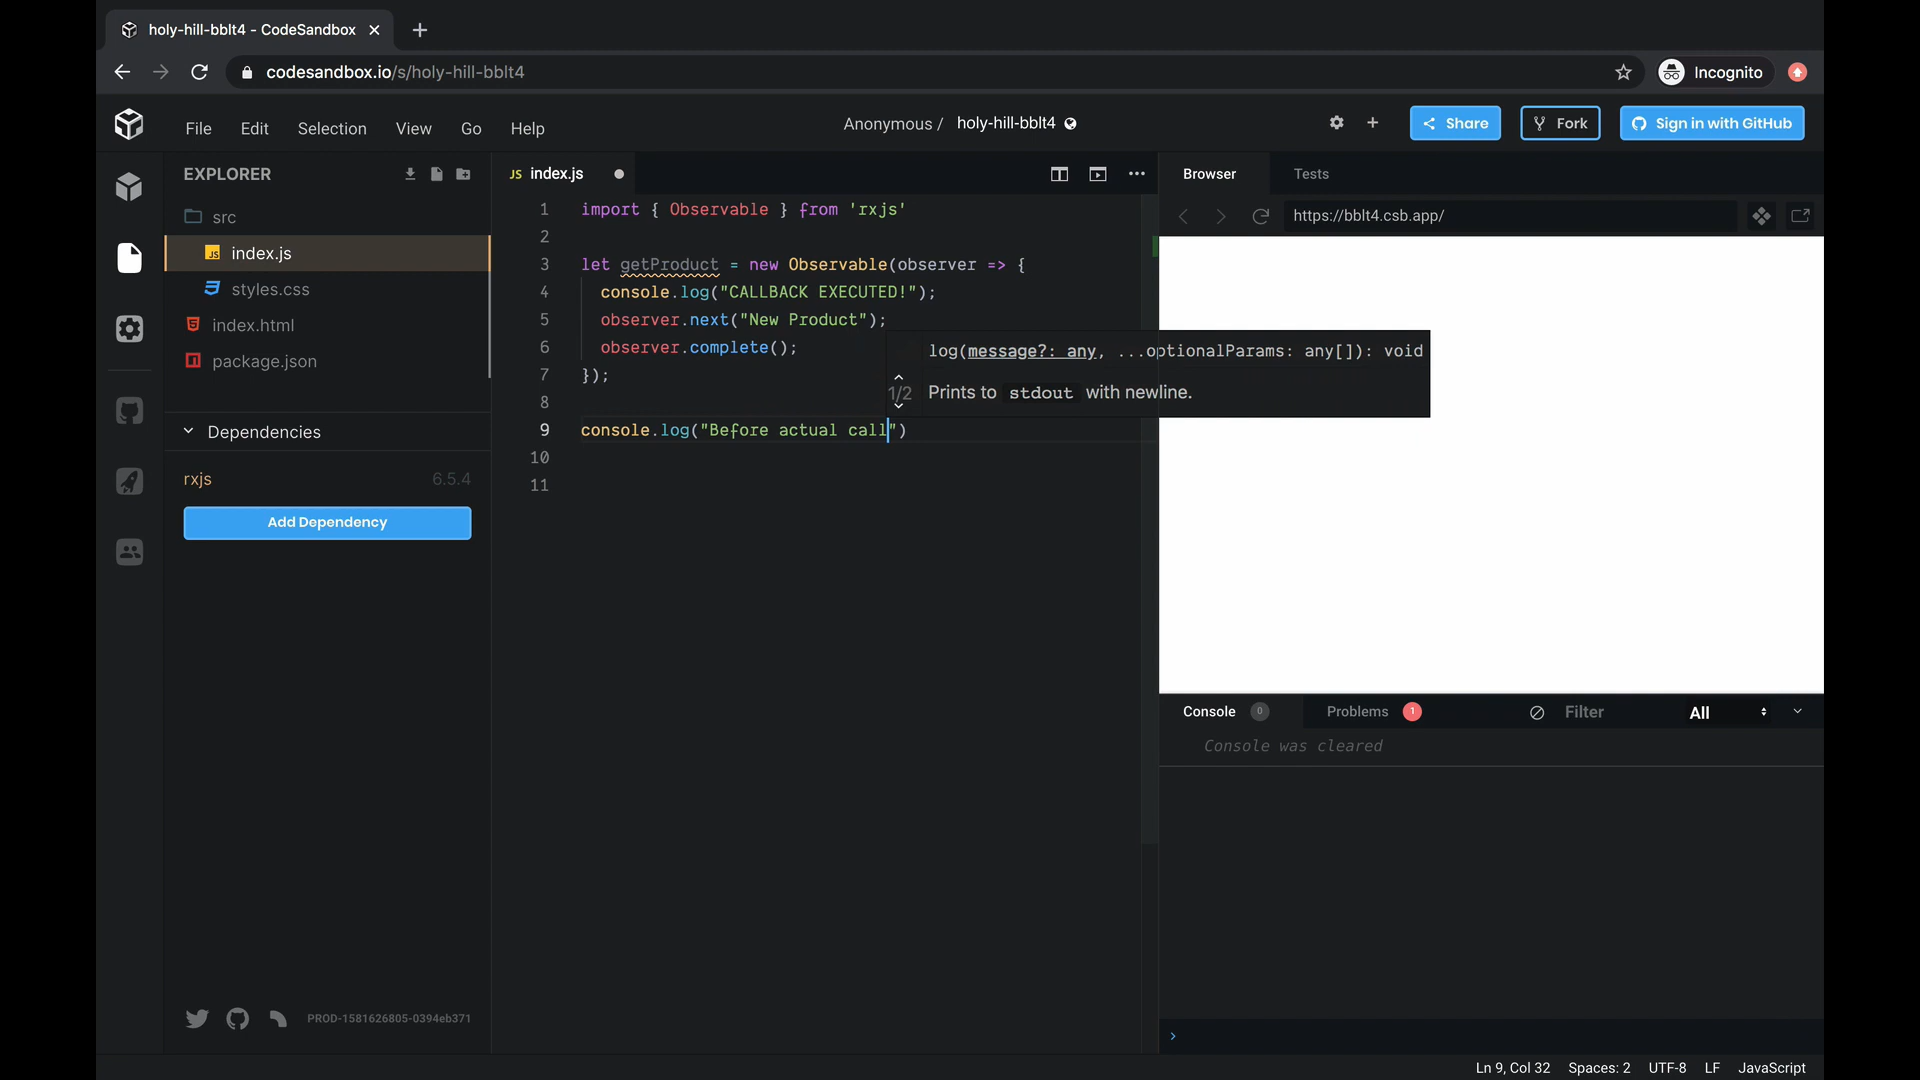 holy-hill-bblt4 - CodeSandbox
codesandbox.io/s/holy-hill-bblt4
Incognito
File Edit Selection View Go Help
Anonymous / holy-hill-bblt4
Share
Fork
Sign in with GitHub
EXPLORER
src
JS index.js
styles.css
index.html
package.json
Dependencies
rxjs 6.5.4
Add Dependency
PROD-1581626805-0394eb371
JS index.js
1 import { Observable } from 'rxjs'
2
3 let getProduct = new Observable(observer => {
4 console.log("CALLBACK EXECUTED!");
5 observer.next("New Product");
6 observer.complete();
7 });
8
9 console.log("Before actual call")
10
11
log(message?: any, ...optionalParams: any[]): void
1/2 Prints to stdout with newline.
Browser Tests
https://bblt4.csb.app/
Console 0 Problems 1 Filter All
Console was cleared
Ln 9, Col 32 Spaces: 2 UTF-8 LF JavaScript